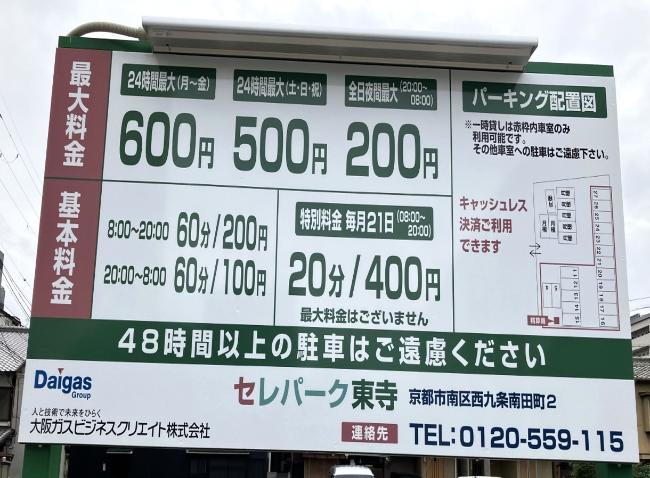 最大料金
24時間最大(月～金)
600円
24時間最大(土・日・祝)
500円
全日夜間最大(20:00～08:00)
200円
基本料金
8:00～20:00 60分/200円
20:00～8:00 60分/100円
特別料金 毎月21日(08:00～20:00)
20分/400円
最大料金はございません
パーキング配置図
※一時貸しは赤枠内車室のみ
利用可能です。
その他車室への駐車はご遠慮下さい。
キャッシュレス
決済ご利用
できます
48時間以上の駐車はご遠慮ください
Daigas
Group
人と技術で未来をひらく
大阪ガスビジネスクリエイト株式会社
セレパーク東寺 京都市南区西九条南田町2
連絡先 TEL:0120-559-115